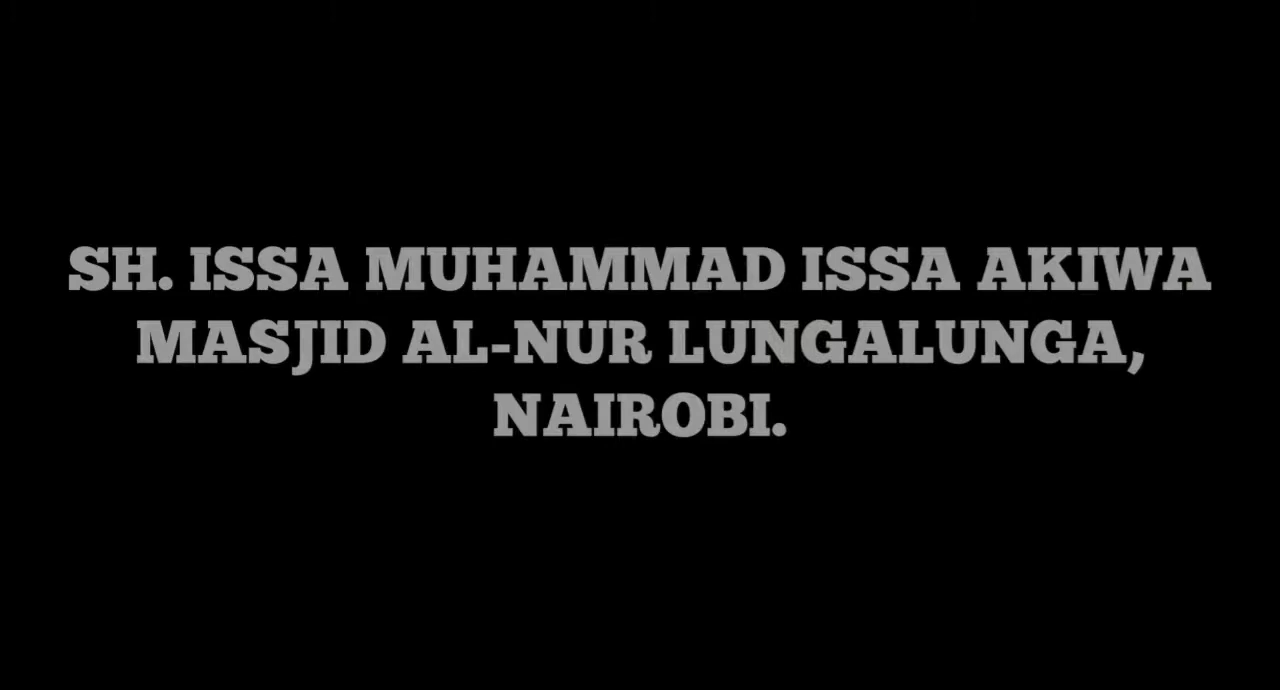 SH. ISSA MUHAMMAD ISSA AKIWA
MASJID AL-NUR LUNGALUNGA,
NAIROBI.